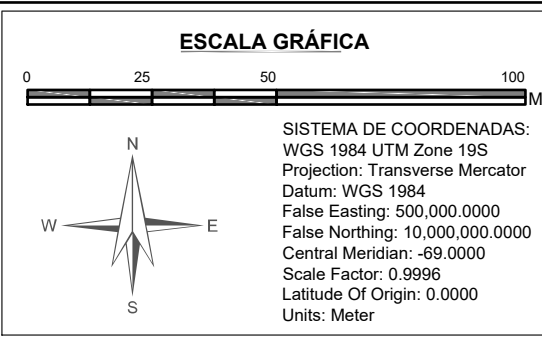 ESCALA GRÁFICA
0 25 50 100
M
N
W E
S
SISTEMA DE COORDENADAS:
WGS 1984 UTM Zone 19S
Projection: Transverse Mercator
Datum: WGS 1984
False Easting: 500,000.0000
False Northing: 10,000,000.0000
Central Meridian: -69.0000
Scale Factor: 0.9996
Latitude Of Origin: 0.0000
Units: Meter